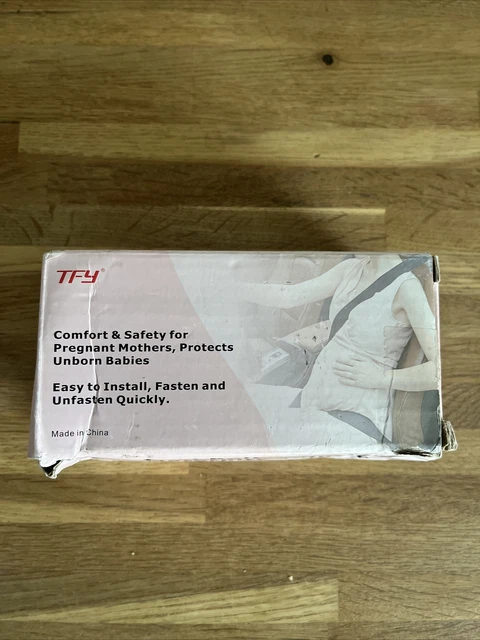 TFY®
Comfort & Safety for
Pregnant Mothers, Protects
Unborn Babies
Easy to Install, Fasten and
Unfasten Quickly.
Made in China